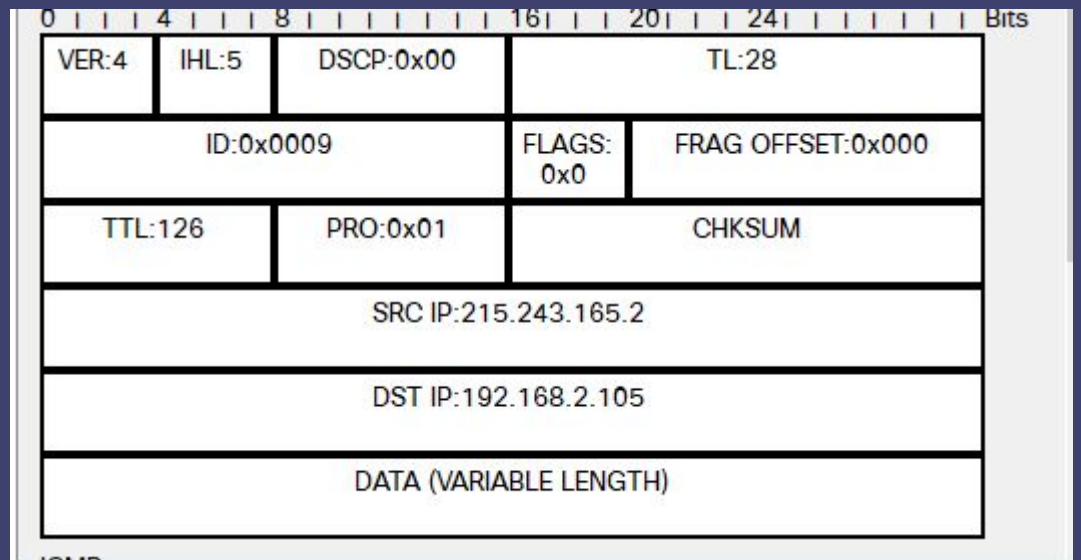 0 4 8 16 20 24 Bits
VER:4 IHL:5 DSCP:0x00 TL:28
ID:0x0009 FLAGS: 0x0 FRAG OFFSET:0x000
TTL:126 PRO:0x01 CHKSUM
SRC IP:215.243.165.2
DST IP:192.168.2.105
DATA (VARIABLE LENGTH)